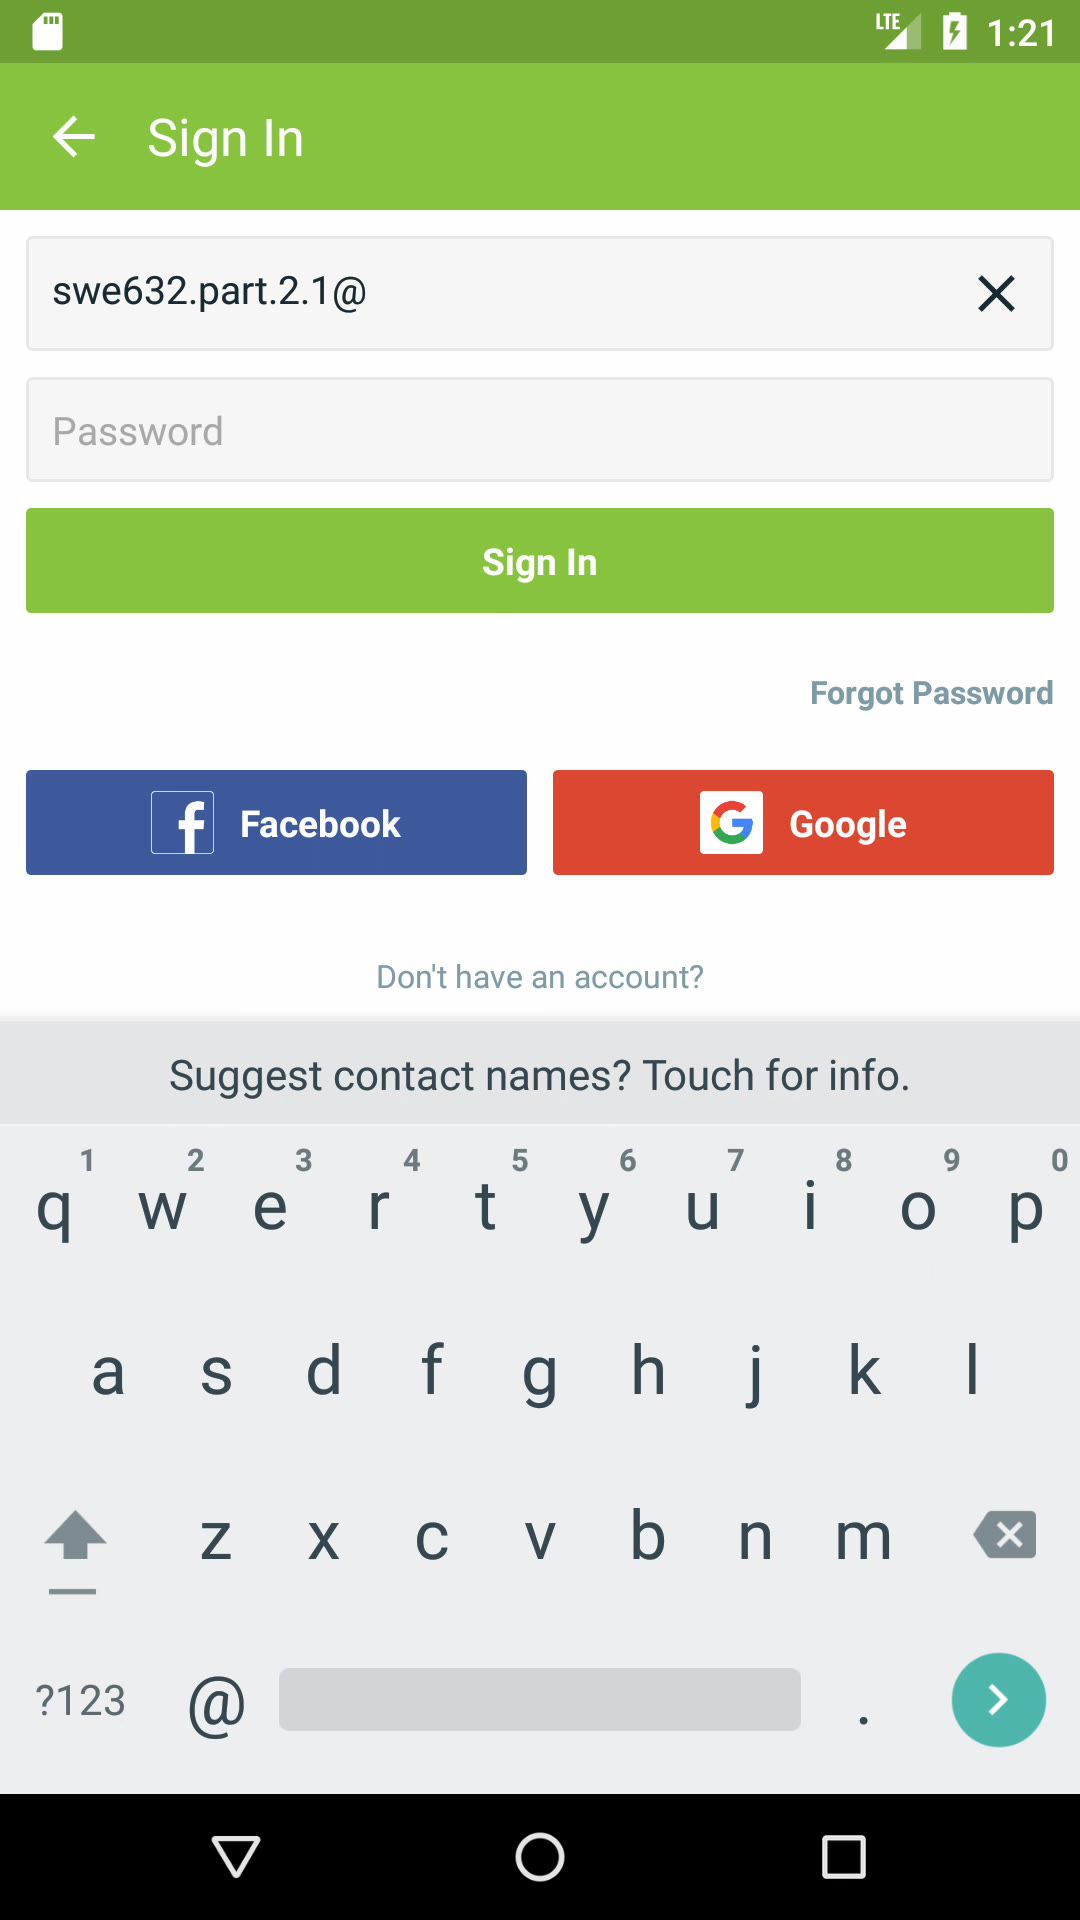 LTE 1:21
Sign In
swe632.part.2.1@
Password
Sign In
Forgot Password
Facebook Google
Don't have an account?
Suggest contact names? Touch for info.
1 2 3 4 5 6 7 8 9 0
q w e r t y u i o p
a s d f g h j k l
z x c v b n m
?123 @ .